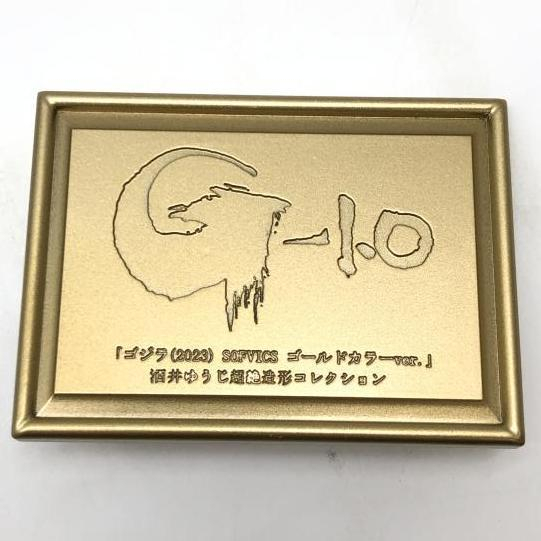 G-1.0
「ゴジラ(2023) SOFVICS ゴールドカラーver.」
酒井ゆうじ超絶造形コレクション